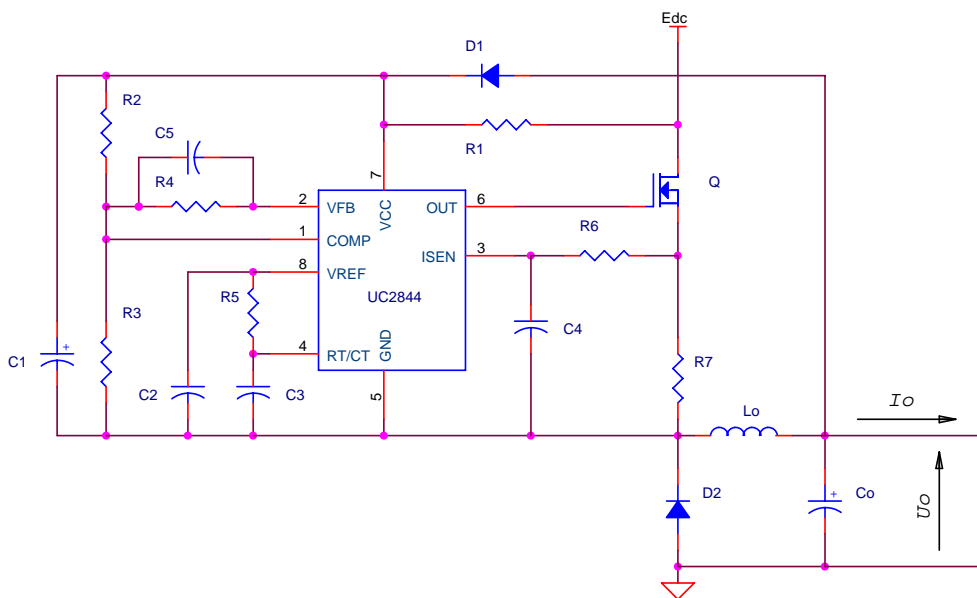 Edc
D1
R2
C5
R1
R4
7
Q
2
VFB
VCC
OUT
6
R6
1
COMP
ISEN
3
8
VREF
R5
UC2844
R3
C4
C1
+
4
RT/CT
GND
R7
C2
C3
5
Lo
Io
D2
+
Co
Uo